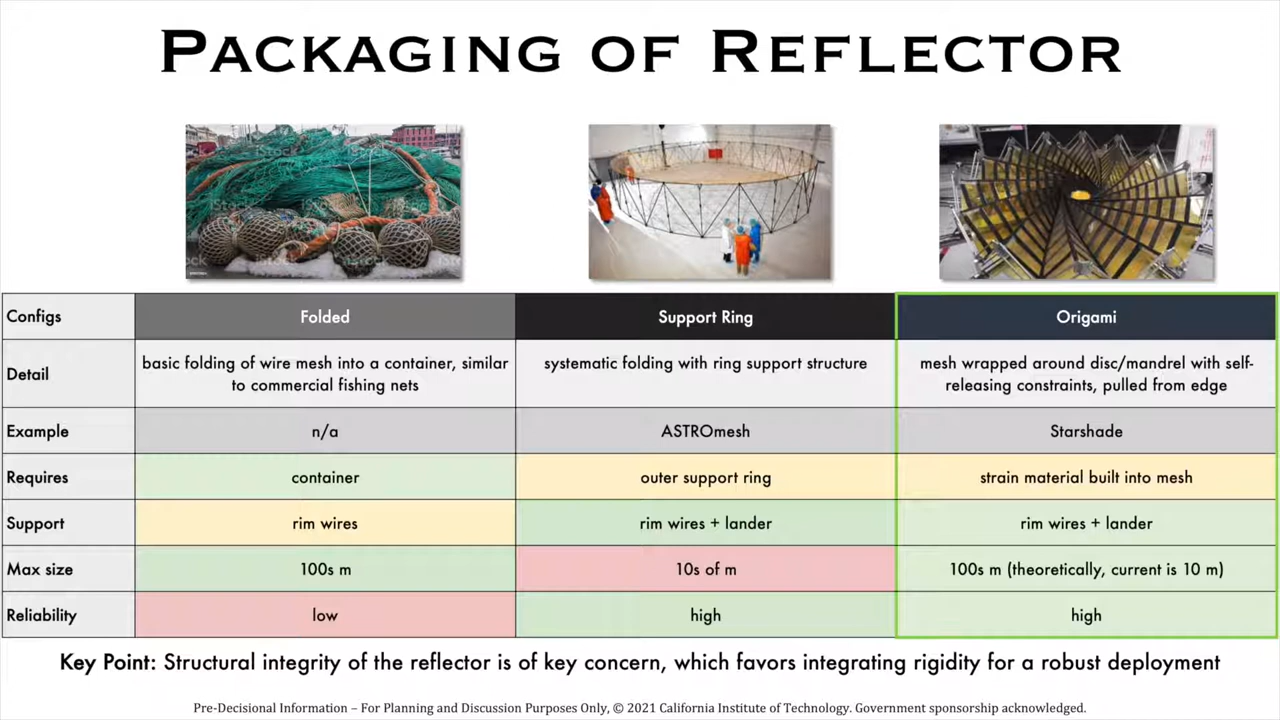 PACKAGING OF REFLECTOR
iStock
iStock
iStock
iStock
iStock
Configs
Folded
Support Ring
Origami
Detail
basic folding of wire mesh into a container, similar
to commercial fishing nets
systematic folding with ring support structure
mesh wrapped around disc/mandrel with self-
releasing constraints, pulled from edge
Example
n/a
ASTROmesh
Starshade
Requires
container
outer support ring
strain material built into mesh
Support
rim wires
rim wires + lander
rim wires + lander
Max size
100s m
10s of m
100s m (theoretically, current is 10 m)
Reliability
low
high
high
Key Point: Structural integrity of the reflector is of key concern, which favors integrating rigidity for a robust deployment
Pre-Decisional Information – For Planning and Discussion Purposes Only, © 2021 California Institute of Technology. Government sponsorship acknowledged.